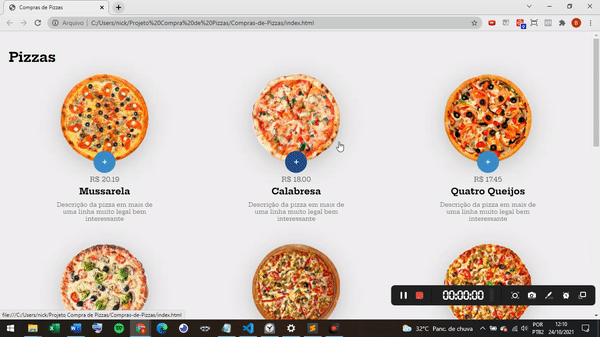 Compras de Pizzas
Arquivo | C:/Users/nick/Projeto%20Compra%20de%20Pizzas/Compras-de-Pizzas/index.html
Pizzas
+ + +
R$ 20.19 R$ 18.00 R$ 17.45
Mussarela Calabresa Quatro Queijos
Descrição da pizza em mais de Descrição da pizza em mais de Descrição da pizza em mais de
uma linha muito legal bem uma linha muito legal bem uma linha muito legal bem
interessante interessante interessante
00:00:00
file:///C:/Users/nick/Projeto Compra de Pizzas/Compras-de-Pizzas/index.html
32°C Panc. de chuva
POR 12:10
PTB2 24/10/2021